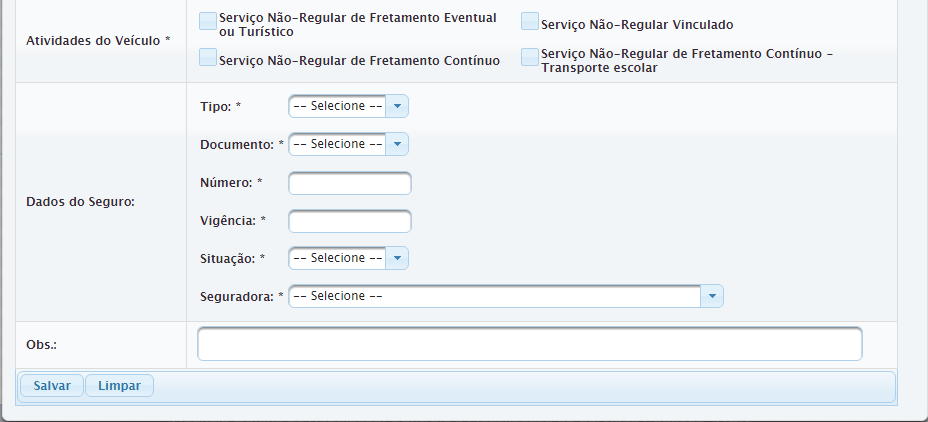 Atividades do Veículo *
Serviço Não-Regular de Fretamento Eventual
ou Turístico
Serviço Não-Regular Vinculado
Serviço Não-Regular de Fretamento Contínuo
Serviço Não-Regular de Fretamento Contínuo -
Transporte escolar
Dados do Seguro:
Tipo: * -- Selecione --
Documento: * -- Selecione --
Número: *
Vigência: *
Situação: * -- Selecione --
Seguradora: * -- Selecione --
Obs.:
Salvar Limpar